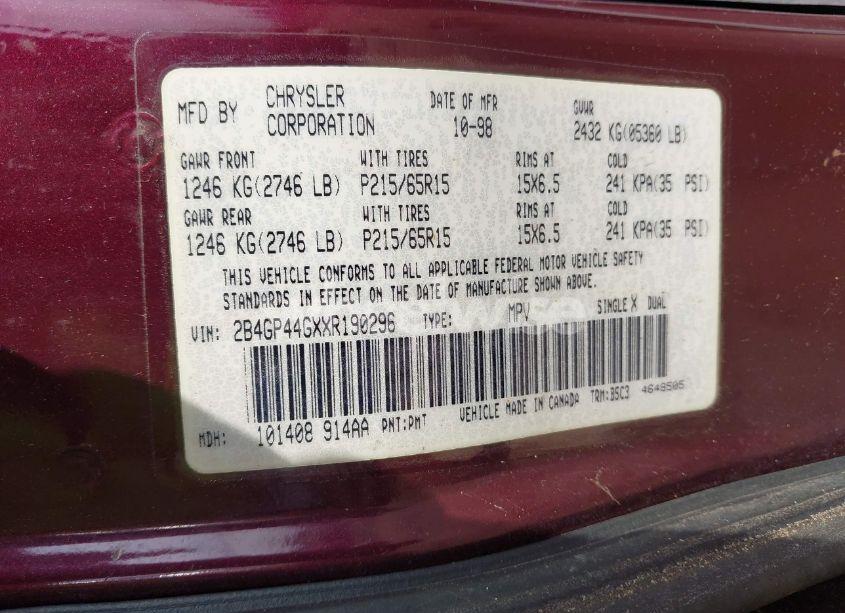 MFD BY CHRYSLER CORPORATION DATE OF MFR 10-98 GVWR 2432 KG(05360 LB)
GAWR FRONT WITH TIRES RIMS AT COLD
1246 KG(2746 LB) P215/65R15 15X6.5 241 KPA(35 PSI)
GAWR REAR WITH TIRES RIMS AT COLD
1246 KG(2746 LB) P215/65R15 15X6.5 241 KPA(35 PSI)
THIS VEHICLE CONFORMS TO ALL APPLICABLE FEDERAL MOTOR VEHICLE SAFETY
STANDARDS IN EFFECT ON THE DATE OF MANUFACTURE SHOWN ABOVE.
VIN: 2B4GP44GXXR190296 TYPE: MPV SINGLE X DUAL
MDH: 101408 914AA PNT:PMT VEHICLE MADE IN CANADA TRM:B5C3 4648505